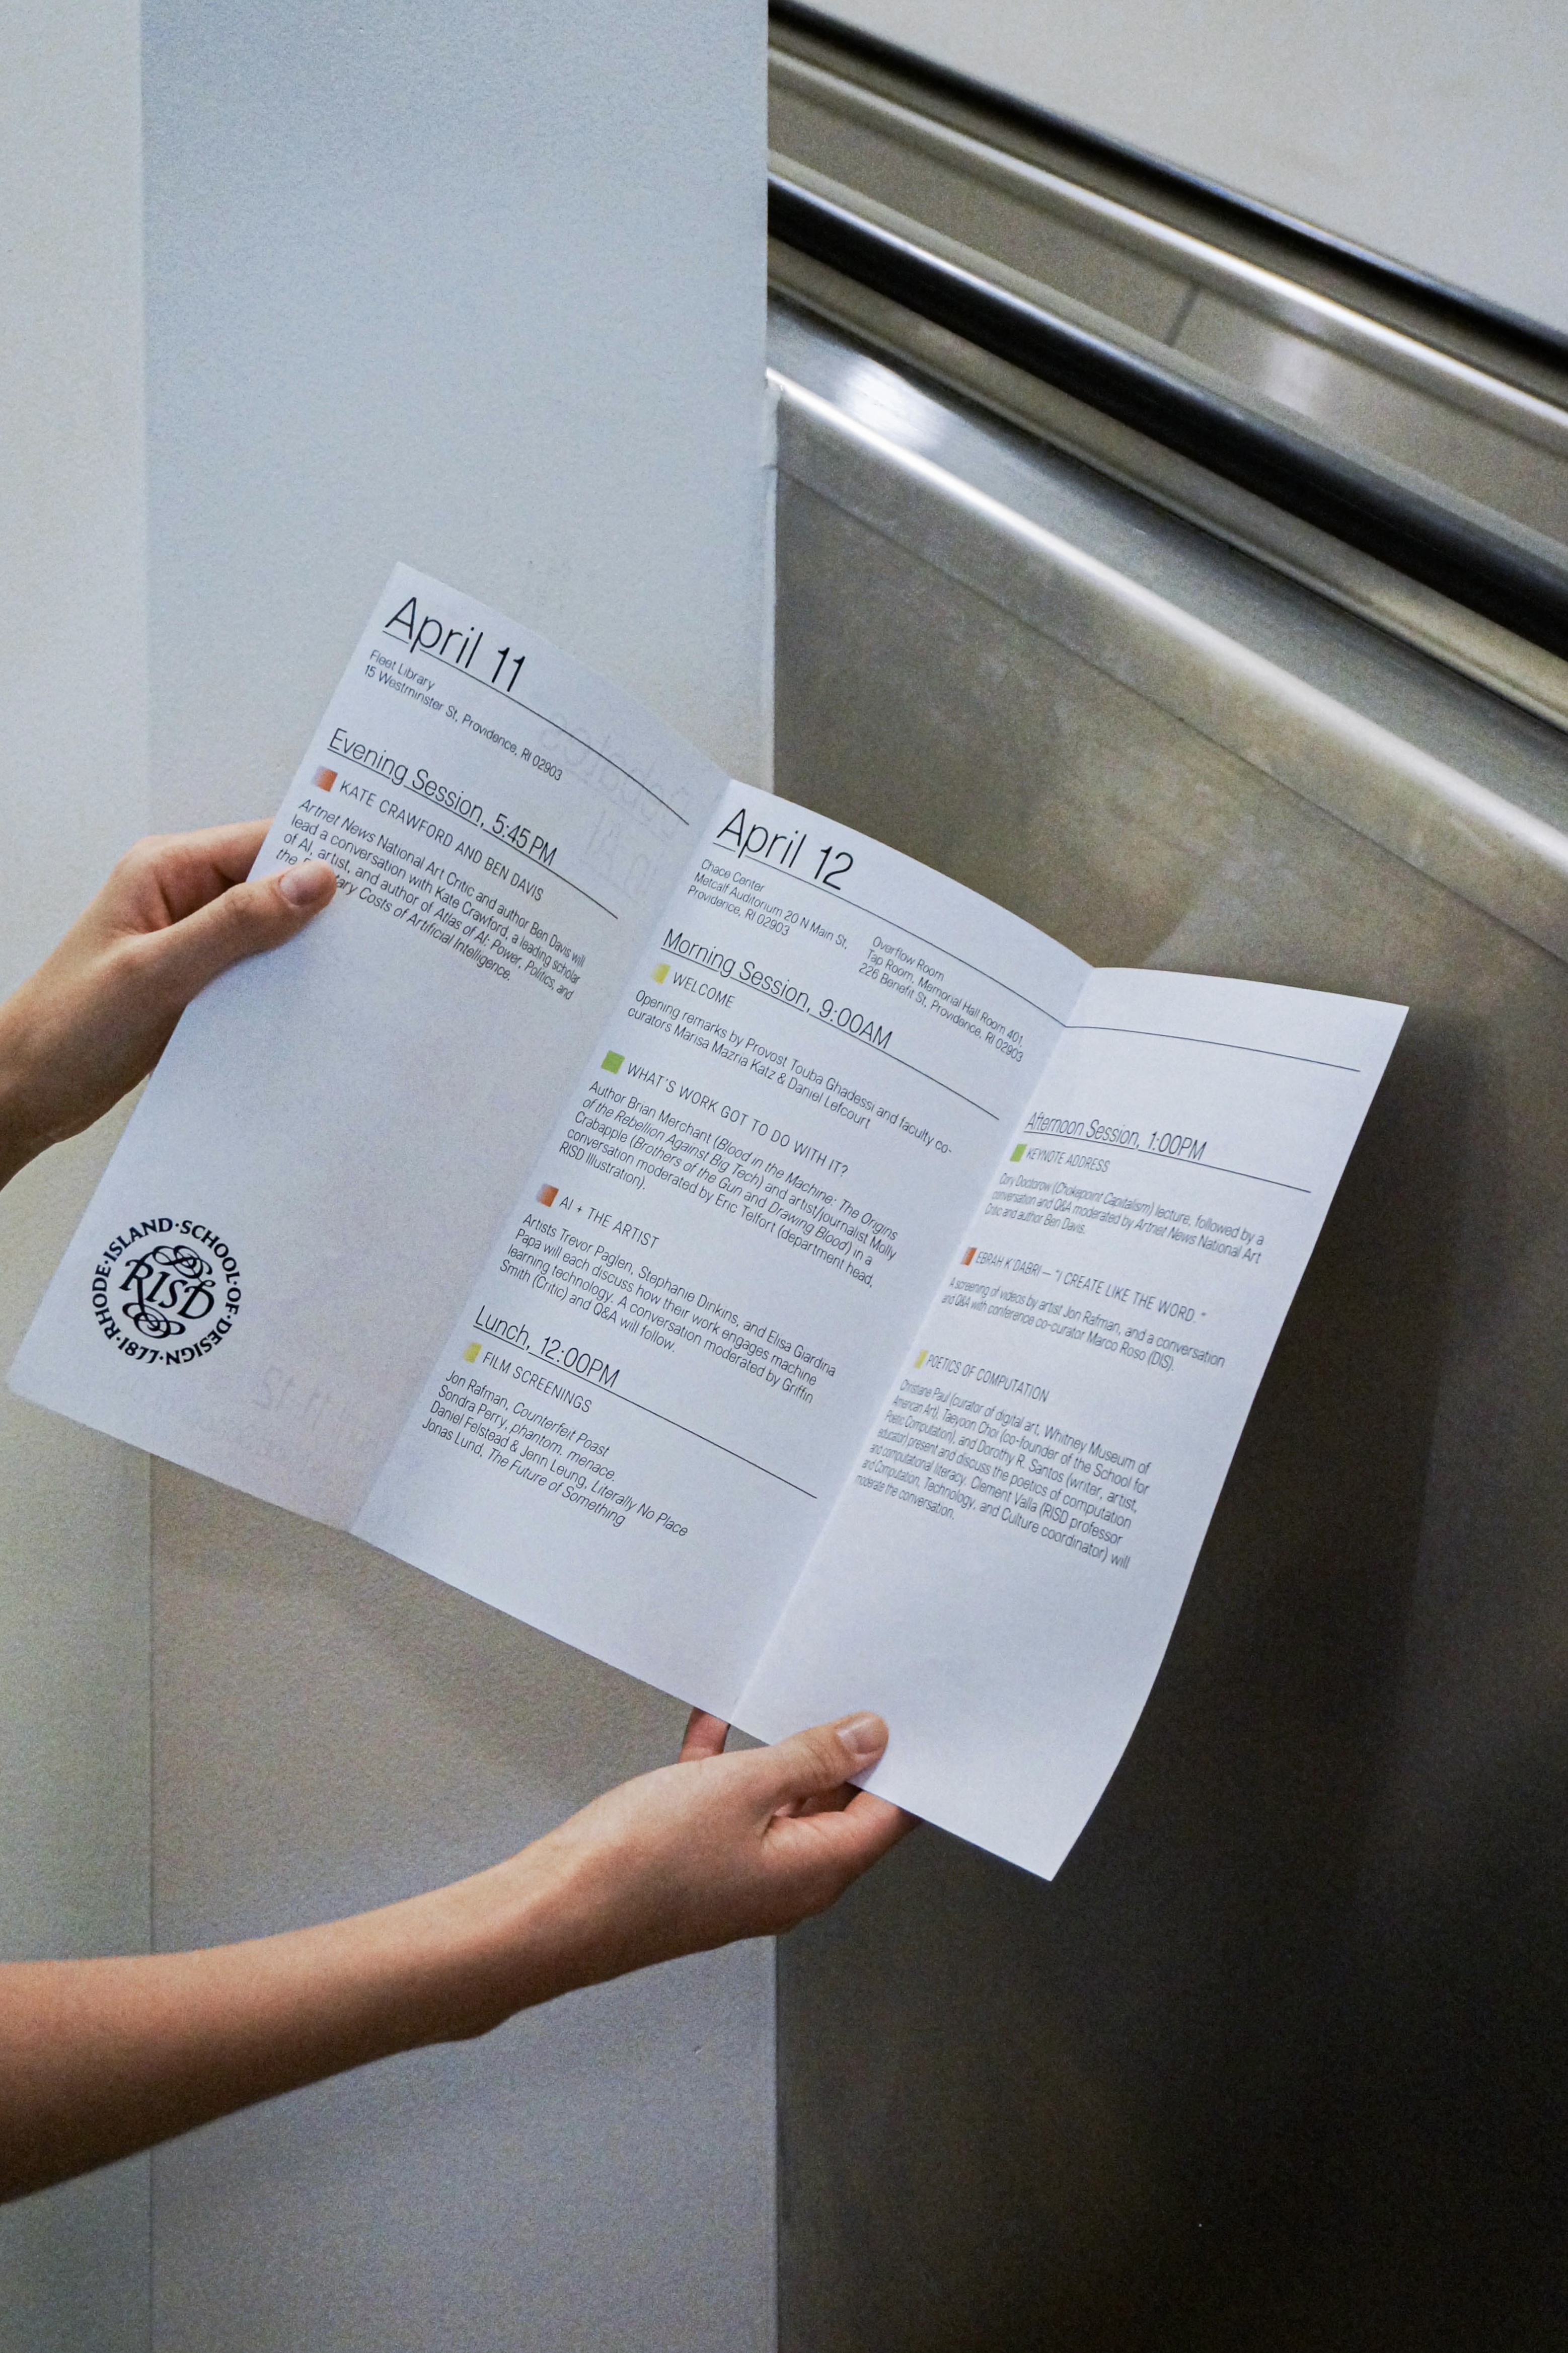 April 11
Fleet Library
15 Westminster St, Providence, RI 02903
Evening Session, 5:45 PM
KATE CRAWFORD AND BEN DAVIS
Artnet News National Art Critic and author Ben Davis will
lead a conversation with Kate Crawford, a leading scholar
of AI, artist, and author of Atlas of AI: Power, Politics, and
the Costs of Artificial Intelligence.
RHODE·ISLAND·SCHOOL·OF·DESIGN·1877·
RISD
April 12
Chace Center
Metcalf Auditorium 20 N Main St.
Providence, RI 02903
Overflow Room
Tap Room, Memorial Hall Room 401,
226 Benefit St, Providence, RI 02903
Morning Session, 9:00AM
WELCOME
Opening remarks by Provost Touba Ghadessi and faculty co-
curators Marisa Mazria Katz & Daniel Lefcourt
WHAT'S WORK GOT TO DO WITH IT?
Author Brian Merchant (Blood in the Machine: The Origins
of the Rebellion Against Big Tech) and artist/journalist Molly
Crabapple (Brothers of the Gun and Drawing Blood) in a
conversation moderated by Eric Telfort (department head,
RISD Illustration).
AI + THE ARTIST
Artists Trevor Paglen, Stephanie Dinkins, and Elisa Giardina
Papa will each discuss how their work engages machine
learning technology. A conversation moderated by Griffin
Smith (Critic) and Q&A will follow.
Lunch, 12:00PM
FILM SCREENINGS
Jon Rafman, Counterfeit Poast
Sondra Perry, phantom. menace.
Daniel Felstead & Jenn Leung, Literally No Place
Jonas Lund, The Future of Something
Afternoon Session, 1:00PM
KEYNOTE ADDRESS
Cory Doctorow (Chokepoint Capitalism) lecture, followed by a
conversation and Q&A moderated by Artnet News National Art
Critic and author Ben Davis.
EBRAH K'DABRI — "I CREATE LIKE THE WORD."
A screening of videos by artist Jon Rafman, and a conversation
and Q&A with conference co-curator Marco Roso (DIS).
POETICS OF COMPUTATION
Christiane Paul (curator of digital art, Whitney Museum of
American Art), Taeyoon Choi (co-founder of the School for
Poetic Computation), and Dorothy R. Santos (writer, artist,
educator) present and discuss the poetics of computation
and computational literacy. Clement Valla (RISD professor
and Computation, Technology, and Culture coordinator) will
moderate the conversation.